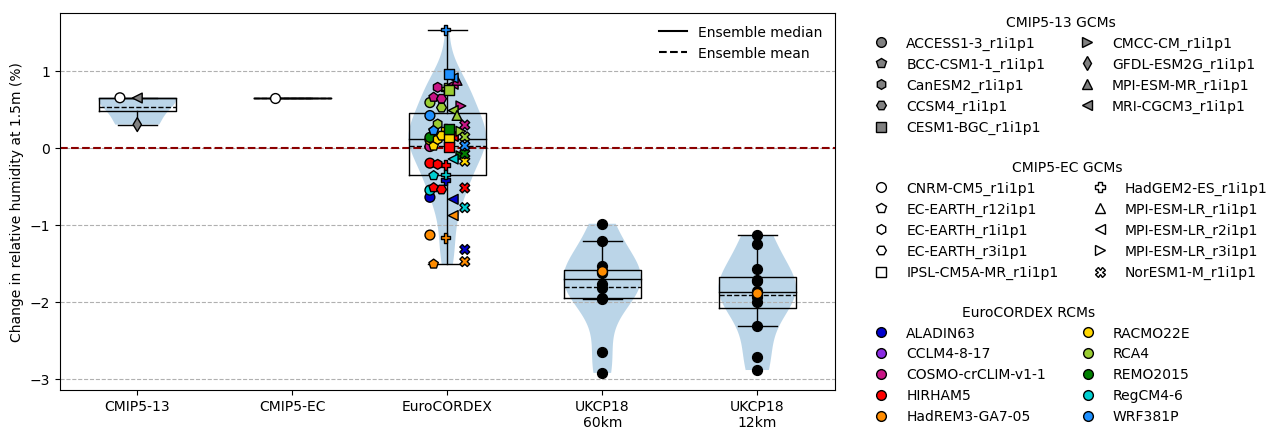 Change in relative humidity at 1.5m (%)
1
0
−1
−2
−3
Ensemble median
Ensemble mean
CMIP5-13
CMIP5-EC
EuroCORDEX
UKCP18
60km
UKCP18
12km
CMIP5-13 GCMs
ACCESS1-3_r1i1p1
BCC-CSM1-1_r1i1p1
CanESM2_r1i1p1
CCSM4_r1i1p1
CESM1-BGC_r1i1p1
CMCC-CM_r1i1p1
GFDL-ESM2G_r1i1p1
MPI-ESM-MR_r1i1p1
MRI-CGCM3_r1i1p1
CMIP5-EC GCMs
CNRM-CM5_r1i1p1
EC-EARTH_r12i1p1
EC-EARTH_r1i1p1
EC-EARTH_r3i1p1
IPSL-CM5A-MR_r1i1p1
HadGEM2-ES_r1i1p1
MPI-ESM-LR_r1i1p1
MPI-ESM-LR_r2i1p1
MPI-ESM-LR_r3i1p1
NorESM1-M_r1i1p1
EuroCORDEX RCMs
ALADIN63
CCLM4-8-17
COSMO-crCLIM-v1-1
HIRHAM5
HadREM3-GA7-05
RACMO22E
RCA4
REMO2015
RegCM4-6
WRF381P